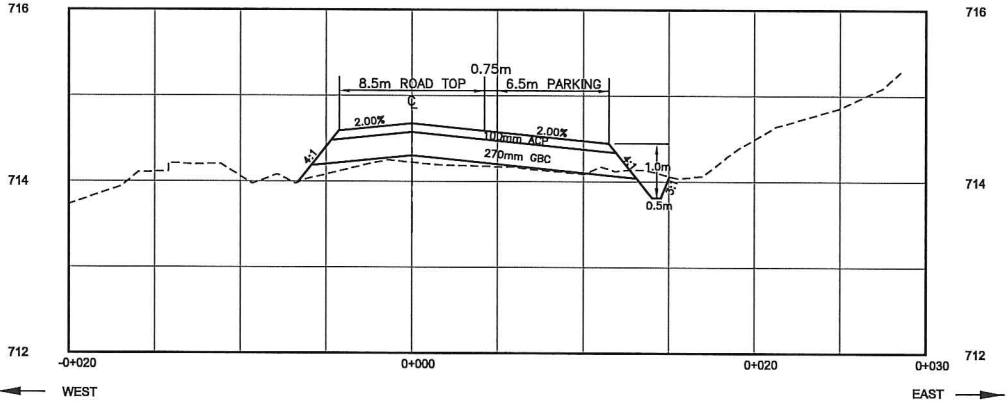 716
716
0.75m
8.5m ROAD TOP
6.5m PARKING
℄
2.00%
2.00%
100mm ACP
4:1
270mm GBC
4:1
1.0m
714
714
3:1
0.5m
712
712
-0+020
0+000
0+020
0+030
WEST
EAST